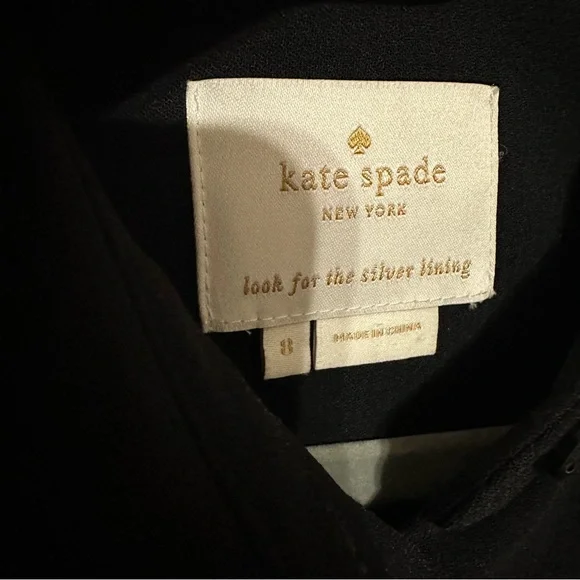 kate spade
NEW YORK
look for the silver lining
8
MADE IN CHINA